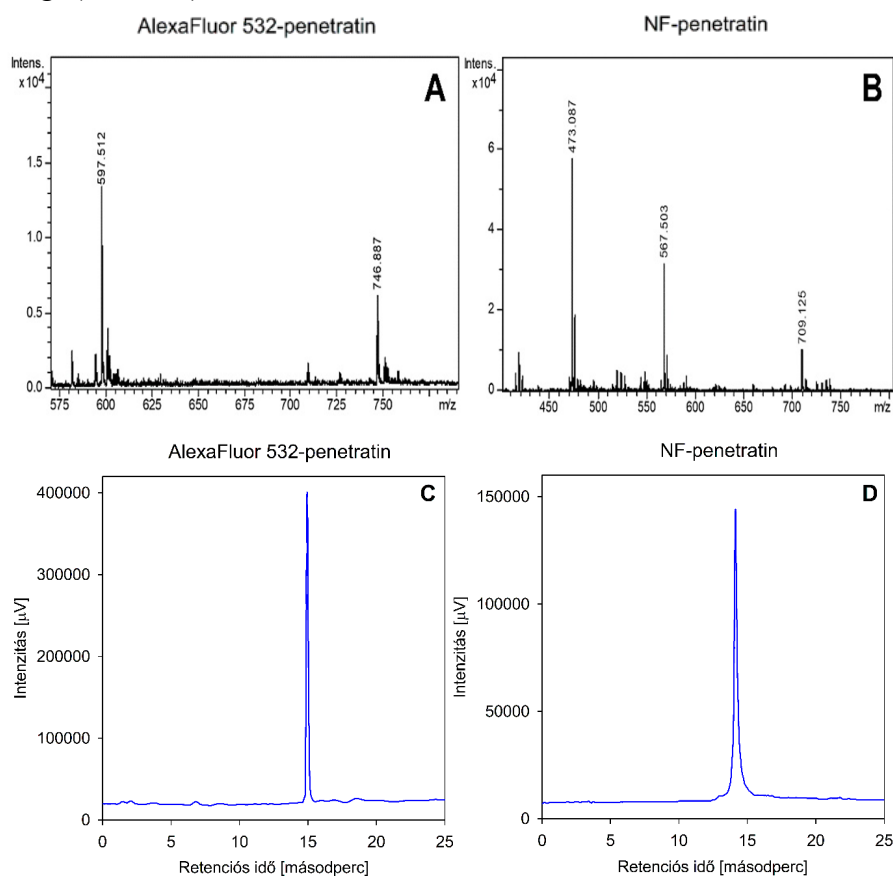 AlexaFluor 532-penetratin
NF-penetratin
Intens.
x10⁴
A
597.512
746.887
1.5
1.0
0.5
0.0
575
600
625
650
675
700
725
750
m/z
Intens.
x10⁴
B
473.087
567.503
709.125
6
4
2
0
450
500
550
600
650
700
750
m/z
AlexaFluor 532-penetratin
C
400000
300000
200000
100000
0
0
5
10
15
20
25
Intenzitás [µV]
Retenciós idő [másodperc]
NF-penetratin
D
150000
100000
50000
0
0
5
10
15
20
25
Intenzitás [µV]
Retenciós idő [másodperc]